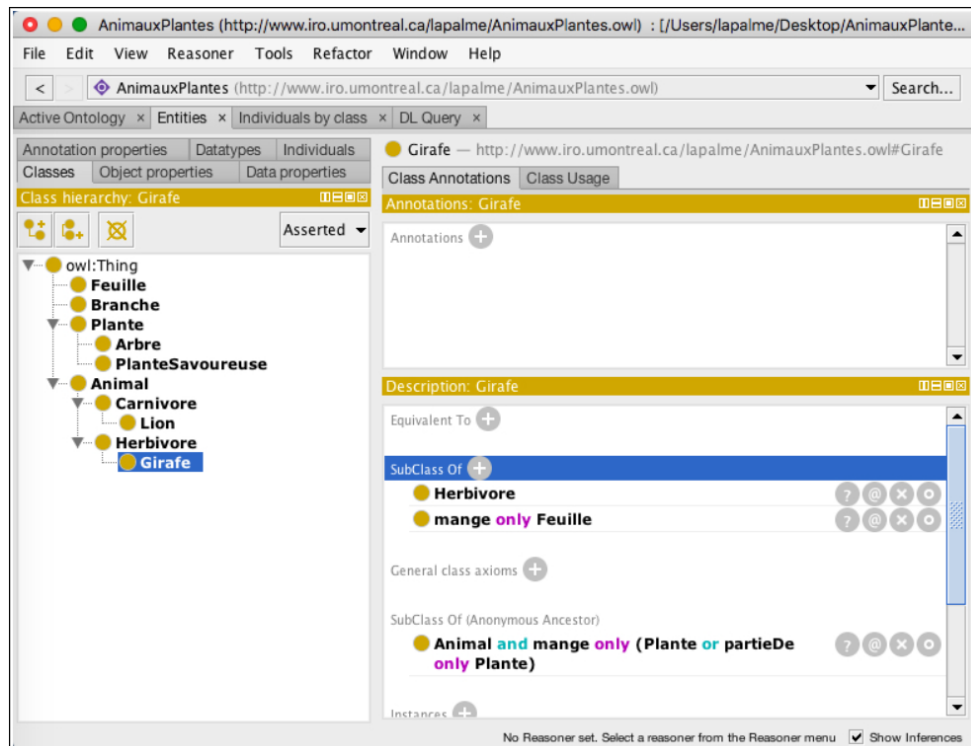 AnimauxPlantes (http://www.iro.umontreal.ca/lapalme/AnimauxPlantes.owl) : [/Users/lapalme/Desktop/AnimauxPlante...
File Edit View Reasoner Tools Refactor Window Help
< > AnimauxPlantes (http://www.iro.umontreal.ca/lapalme/AnimauxPlantes.owl) Search...
Active Ontology × Entities × Individuals by class × DL Query ×
Annotation properties Datatypes Individuals
Classes Object properties Data properties
Class hierarchy: Girafe
Asserted
owl:Thing
Feuille
Branche
Plante
Arbre
PlanteSavoureuse
Animal
Carnivore
Lion
Herbivore
Girafe
Girafe — http://www.iro.umontreal.ca/lapalme/AnimauxPlantes.owl#Girafe
Class Annotations Class Usage
Annotations: Girafe
Annotations +
Description: Girafe
Equivalent To +
SubClass Of +
Herbivore ? @ × o
mange only Feuille ? @ × o
General class axioms +
SubClass Of (Anonymous Ancestor)
Animal and mange only (Plante or partieDe ? @ × o
only Plante)
Instances +
No Reasoner set. Select a reasoner from the Reasoner menu Show Inferences